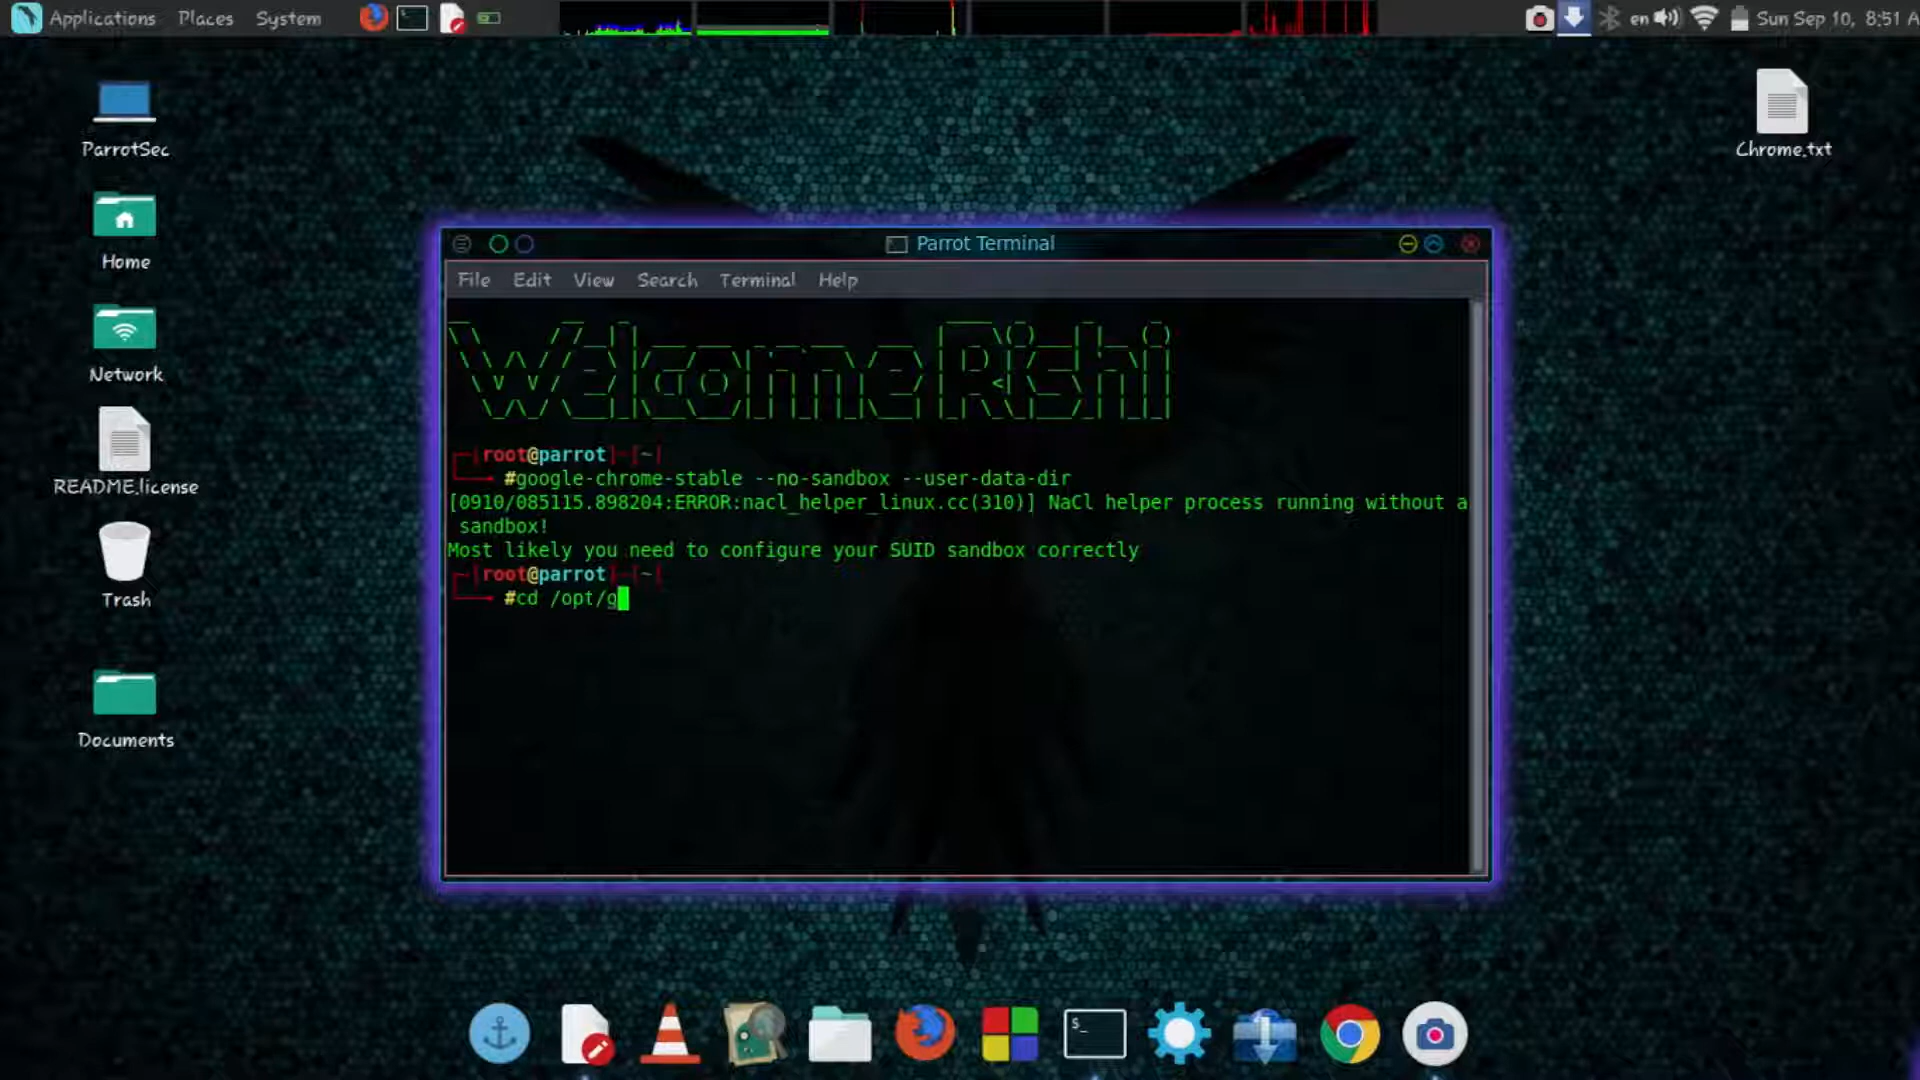 Applications Places System
en Sun Sep 10, 8:51 A
ParrotSec
Home
Network
README.license
Trash
Documents
Chrome.txt
Parrot Terminal
File Edit View Search Terminal Help
Welcome Rishi
┌─[root@parrot]─[~]
└──╼ #google-chrome-stable --no-sandbox --user-data-dir
[0910/085115.898204:ERROR:nacl_helper_linux.cc(310)] NaCl helper process running without a
sandbox!
Most likely you need to configure your SUID sandbox correctly
┌─[root@parrot]─[~]
└──╼ #cd /opt/g
$_